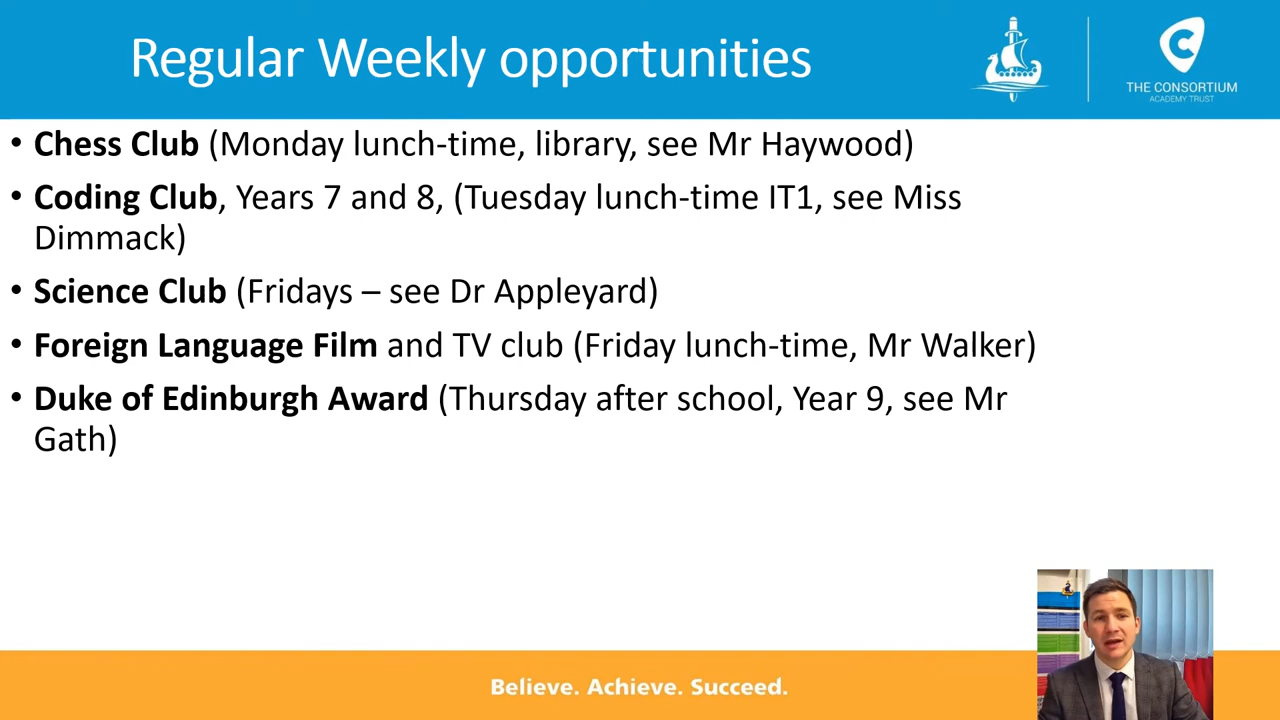 Regular Weekly opportunities
THE CONSORTIUM
ACADEMY TRUST
• Chess Club (Monday lunch-time, library, see Mr Haywood)
• Coding Club, Years 7 and 8, (Tuesday lunch-time IT1, see Miss
Dimmack)
• Science Club (Fridays – see Dr Appleyard)
• Foreign Language Film and TV club (Friday lunch-time, Mr Walker)
• Duke of Edinburgh Award (Thursday after school, Year 9, see Mr
Gath)
Believe. Achieve. Succeed.